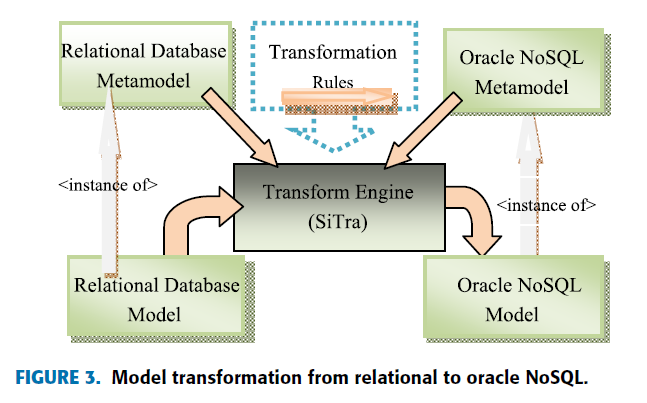 Relational Database
Metamodel
Transformation
Rules
Oracle NoSQL
Metamodel
<instance of>
Transform Engine
(SiTra)
<instance of>
Relational Database
Model
Oracle NoSQL
Model
FIGURE 3. Model transformation from relational to oracle NoSQL.